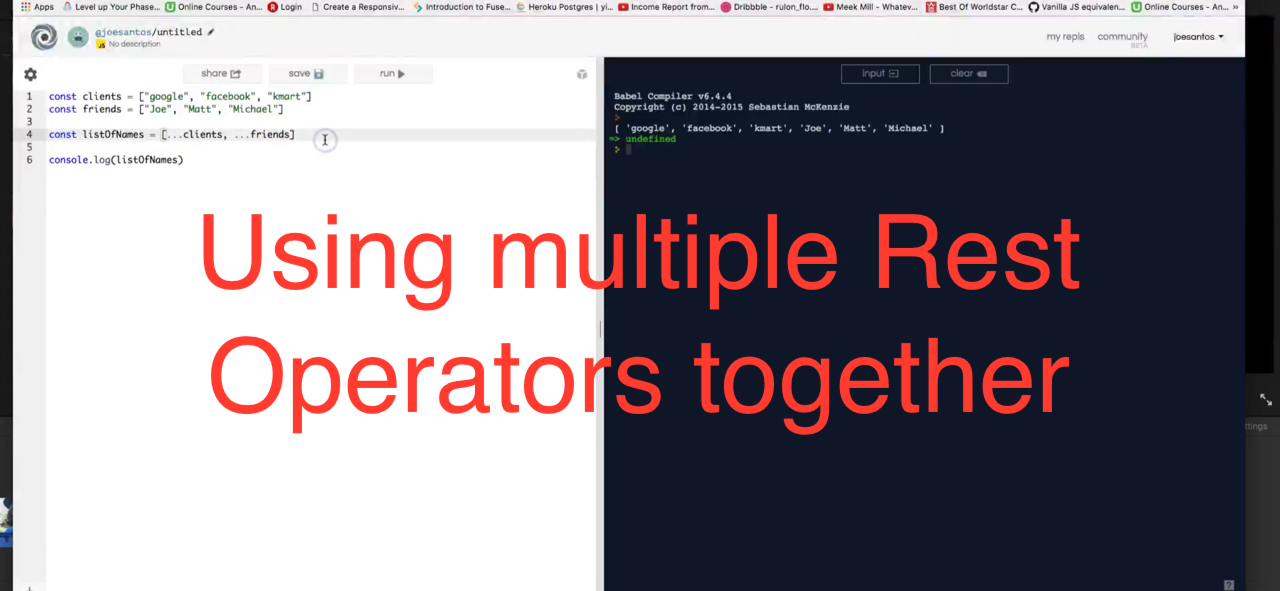 Apps Level up Your Phase... Online Courses - An... Login Create a Responsiv... Introduction to Fuse... Heroku Postgres | yi... Income Report from... Dribbble - rulon_flo... Meek Mill - Whatev... Best Of Worldstar C... Vanilla JS equivalen... Online Courses - An... »
@joesantos/untitled
JS No description
my repls community BETA joesantos
share save run
input clear
1 const clients = ["google", "facebook", "kmart"]
2 const friends = ["Joe", "Matt", "Michael"]
3
4 const listOfNames = [...clients, ...friends]
5
6 console.log(listOfNames)
Babel Compiler v6.4.4
Copyright (c) 2014-2015 Sebastian McKenzie
>
[ 'google', 'facebook', 'kmart', 'Joe', 'Matt', 'Michael' ]
=> undefined
>
Using multiple Rest
Operators together
ttings
?